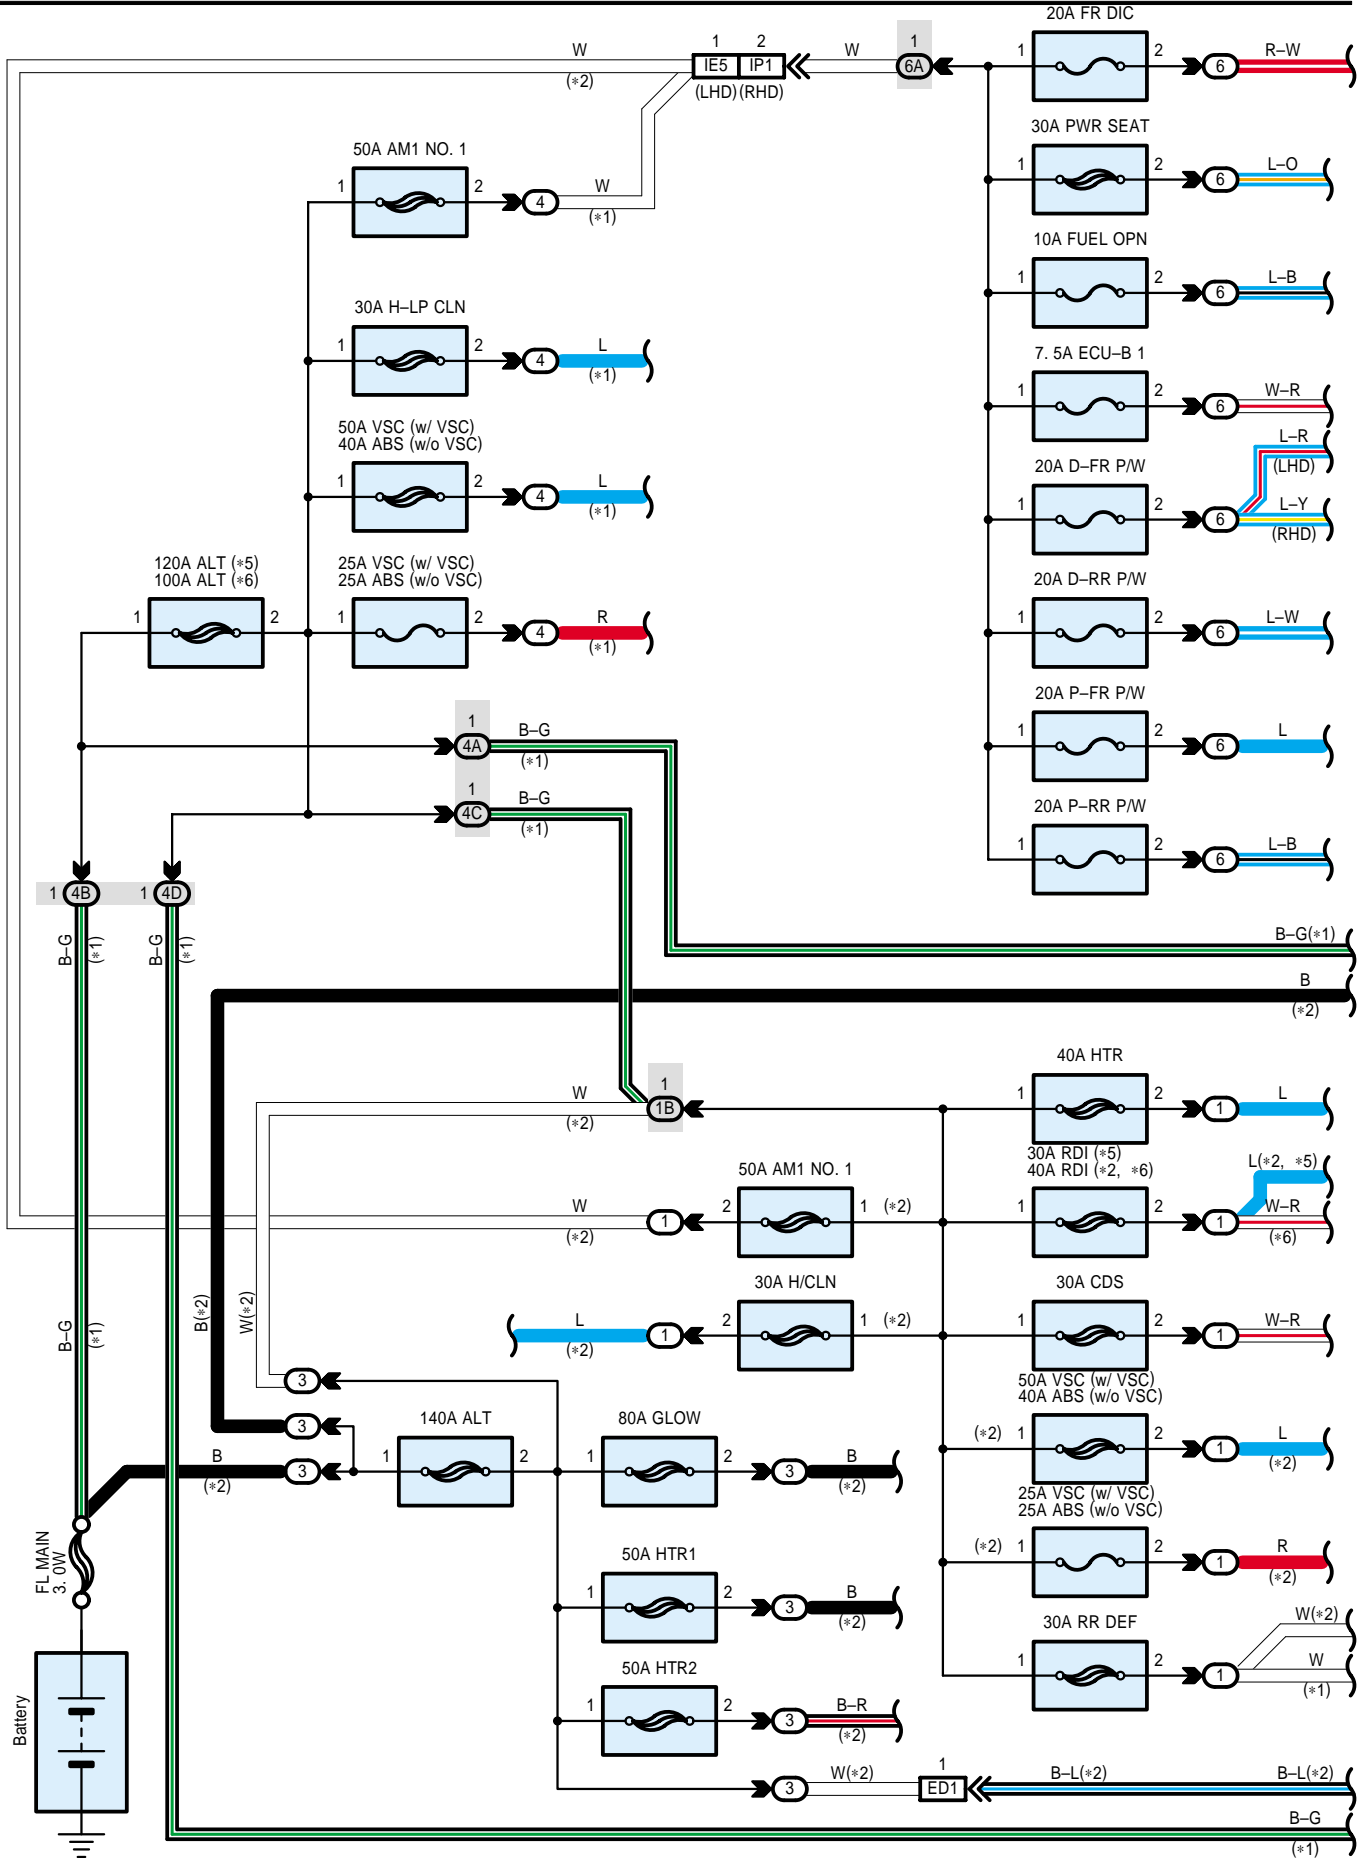 20A FR DIC
W
(*2)
1 2
IE5 IP1
(LHD) (RHD)
W
1
6A
1 2
6
R–W
30A PWR SEAT
1 2
6
L–O
50A AM1 NO. 1
1 2
4
W
(*1)
10A FUEL OPN
1 2
6
L–B
30A H–LP CLN
1 2
4
L
(*1)
7. 5A ECU–B 1
1 2
6
W–R
50A VSC (w/ VSC)
40A ABS (w/o VSC)
1 2
4
L
(*1)
20A D–FR P/W
1 2
6
L–R
(LHD)
L–Y
(RHD)
120A ALT (*5)
100A ALT (*6)
1 2
25A VSC (w/ VSC)
25A ABS (w/o VSC)
1 2
4
R
(*1)
20A D–RR P/W
1 2
6
L–W
20A P–FR P/W
1 2
6
L
1
4A
B–G
(*1)
1
4C
B–G
(*1)
20A P–RR P/W
1 2
6
L–B
1 4B
1 4D
B–G
(*1)
B–G
(*1)
B–G(*1)
B
(*2)
40A HTR
1 2
1
L
W
(*2)
1
1B
30A RDI (*5)
40A RDI (*2, *6)
1 2
1
L(*2, *5)
W–R
(*6)
50A AM1 NO. 1
2 1 (*2)
W
(*2)
1
30A H/CLN
2 1 (*2)
L
(*2)
1
30A CDS
1 2
1
W–R
B–G
(*1)
B(*2)
W(*2)
3
3
50A VSC (w/ VSC)
40A ABS (w/o VSC)
(*2) 1 2
1
L
(*2)
B
(*2)
3
140A ALT
1 2
80A GLOW
1 2
3
B
(*2)
25A VSC (w/ VSC)
25A ABS (w/o VSC)
(*2) 1 2
1
R
(*2)
FL MAIN
3. 0W
50A HTR1
1 2
3
B
(*2)
30A RR DEF
1 2
1
W(*2)
W
(*1)
50A HTR2
1 2
3
B–R
(*2)
Battery
3
W(*2)
1
ED1
B–L(*2)
B–L(*2)
B–G
(*1)